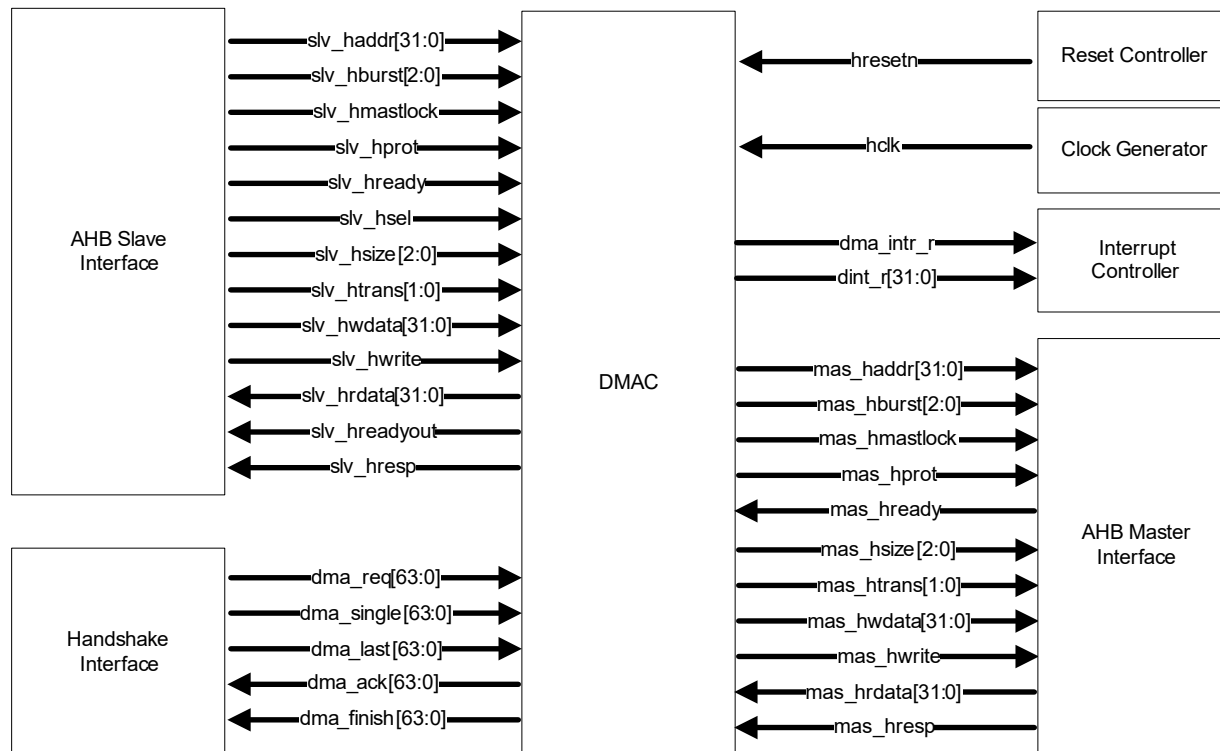 AHB Slave
Interface
slv_haddr[31:0]
slv_hburst[2:0]
slv_hmastlock
slv_hprot
slv_hready
slv_hsel
slv_hsize[2:0]
slv_htrans[1:0]
slv_hwdata[31:0]
slv_hwrite
slv_hrdata[31:0]
slv_hreadyout
slv_hresp
Handshake
Interface
dma_req[63:0]
dma_single[63:0]
dma_last[63:0]
dma_ack[63:0]
dma_finish[63:0]
DMAC
hresetn
Reset Controller
hclk
Clock Generator
dma_intr_r
dint_r[31:0]
Interrupt
Controller
mas_haddr[31:0]
mas_hburst[2:0]
mas_hmastlock
mas_hprot
mas_hready
mas_hsize[2:0]
mas_htrans[1:0]
mas_hwdata[31:0]
mas_hwrite
mas_hrdata[31:0]
mas_hresp
AHB Master
Interface